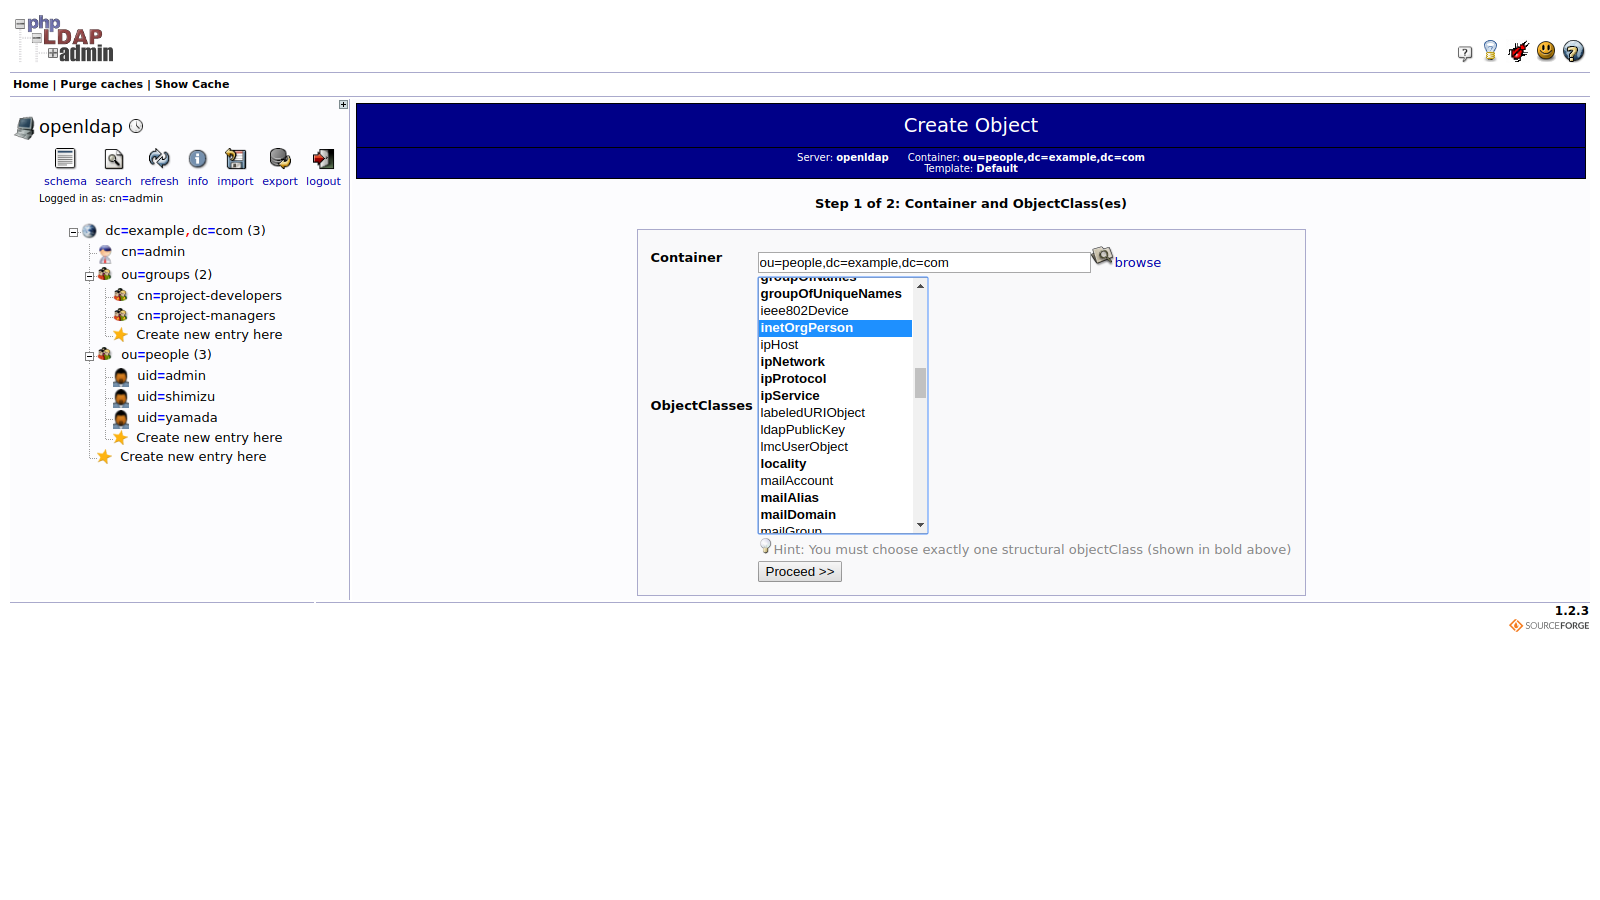 php
LDAP
admin
Home | Purge caches | Show Cache
openldap
schema search refresh info import export logout
Logged in as: cn=admin
dc=example,dc=com (3)
cn=admin
ou=groups (2)
cn=project-developers
cn=project-managers
Create new entry here
ou=people (3)
uid=admin
uid=shimizu
uid=yamada
Create new entry here
Create new entry here
Create Object
Server: openldap Container: ou=people,dc=example,dc=com
Template: Default
Step 1 of 2: Container and ObjectClass(es)
Container
ou=people,dc=example,dc=com
browse
ObjectClasses
groupOfNames
groupOfUniqueNames
ieee802Device
inetOrgPerson
ipHost
ipNetwork
ipProtocol
ipService
labeledURIObject
ldapPublicKey
lmcUserObject
locality
mailAccount
mailAlias
mailDomain
mailGroup
Hint: You must choose exactly one structural objectClass (shown in bold above)
Proceed >>
1.2.3
SOURCEFORGE